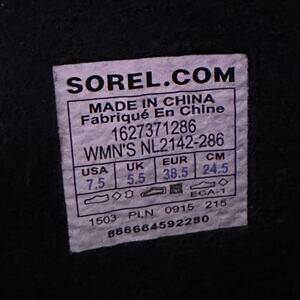 SOREL.COM
MADE IN CHINA
Fabriqué En Chine
1627371286
WMN'S NL2142-286
USA UK EUR CM
7.5 5.5 38.5 24.5
ECA-1
1503 PLN 0915 215
886664592280